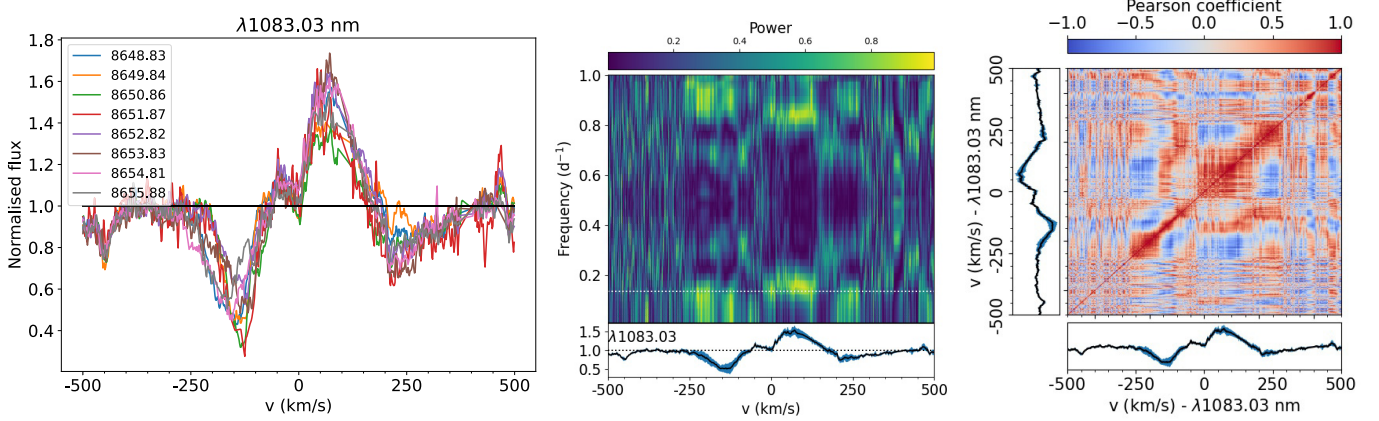 λ1083.03 nm
1.8
1.6
1.4
1.2
1.0
0.8
0.6
0.4
Normalised flux
8648.83
8649.84
8650.86
8651.87
8652.82
8653.83
8654.81
8655.88
-500 -250 0 250 500
v (km/s)
Power
0.2 0.4 0.6 0.8
1.0
0.8
0.6
0.4
0.2
Frequency (d⁻¹)
λ1083.03
1.5
1.0
0.5
-500 -250 0 250 500
v (km/s)
Pearson coefficient
−1.0 −0.5 0.0 0.5 1.0
500
250
0
-250
-500
v (km/s) - λ1083.03 nm
-500 -250 0 250 500
v (km/s) - λ1083.03 nm